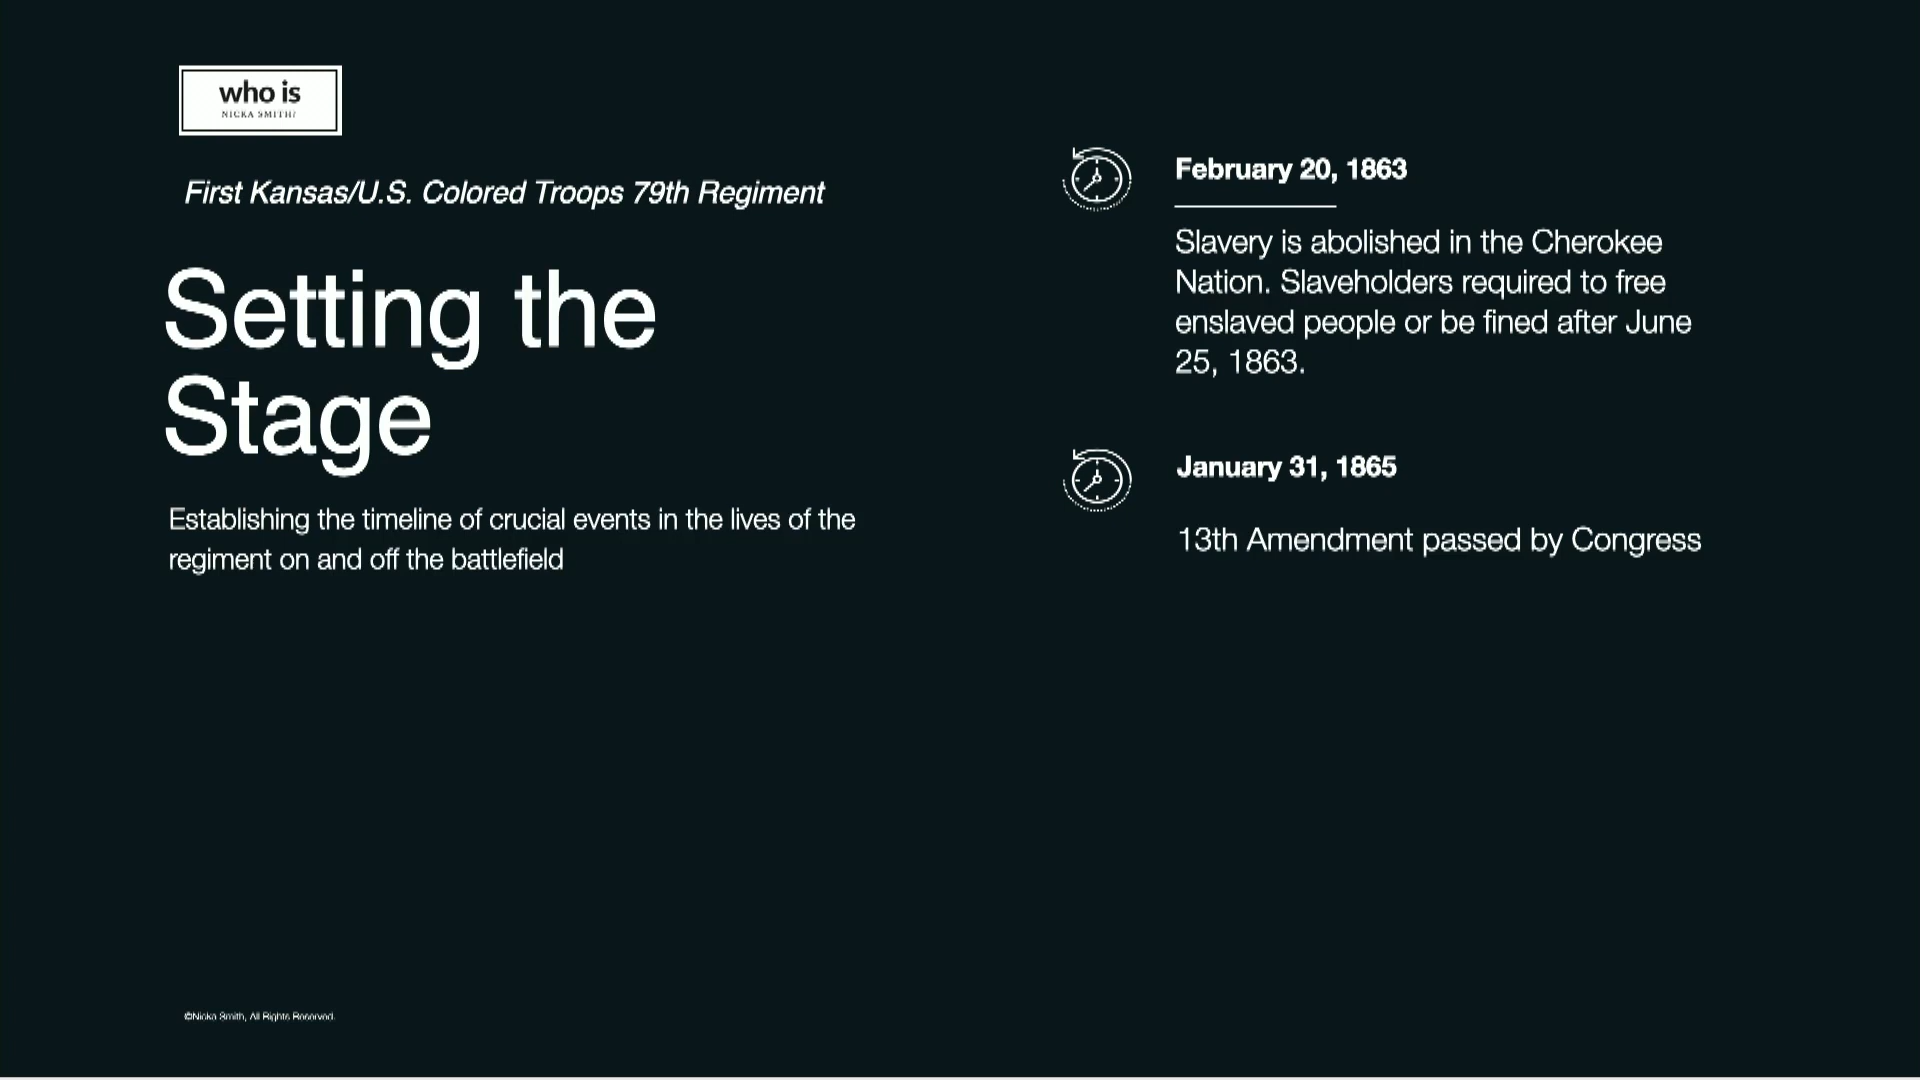 who is
NICKA SMITH?
First Kansas/U.S. Colored Troops 79th Regiment
Setting the
Stage
Establishing the timeline of crucial events in the lives of the
regiment on and off the battlefield
February 20, 1863
Slavery is abolished in the Cherokee
Nation. Slaveholders required to free
enslaved people or be fined after June
25, 1863.
January 31, 1865
13th Amendment passed by Congress
©Nicka Smith, All Rights Reserved.